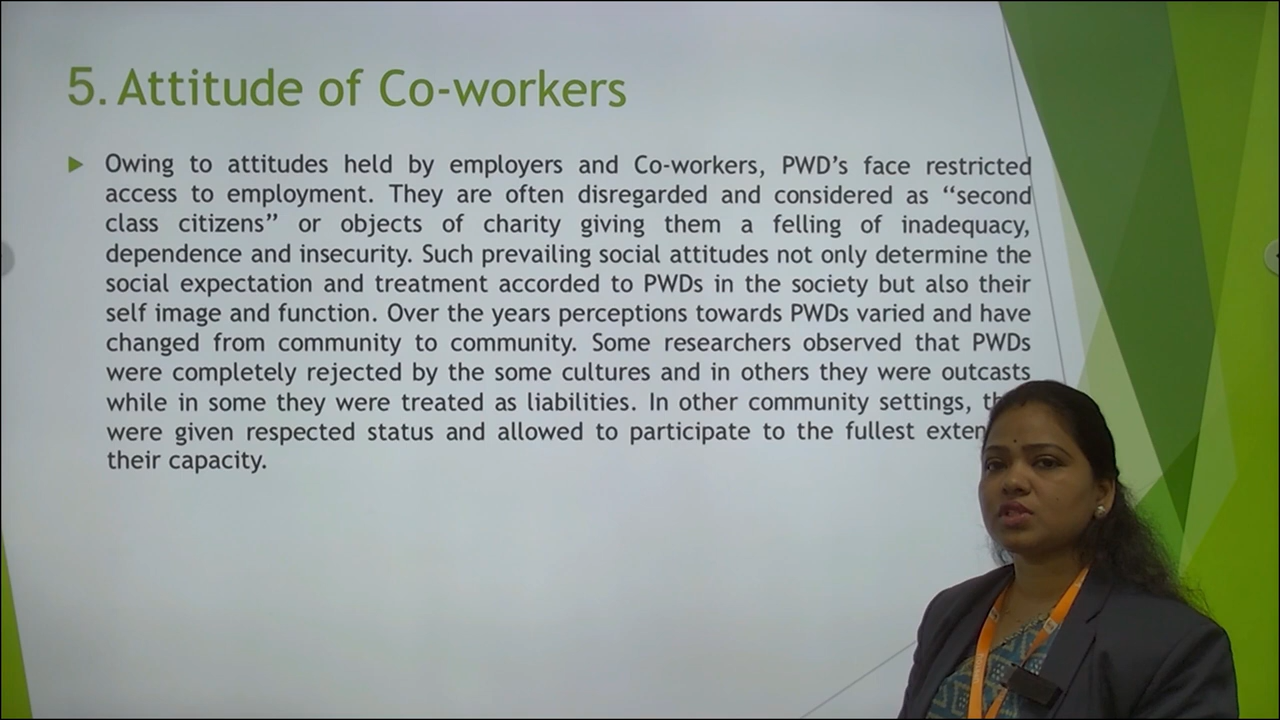 5. Attitude of Co-workers
Owing to attitudes held by employers and Co-workers, PWD's face restricted
access to employment. They are often disregarded and considered as “second
class citizens” or objects of charity giving them a felling of inadequacy,
dependence and insecurity. Such prevailing social attitudes not only determine the
social expectation and treatment accorded to PWDs in the society but also their
self image and function. Over the years perceptions towards PWDs varied and have
changed from community to community. Some researchers observed that PWDs
were completely rejected by the some cultures and in others they were outcasts
while in some they were treated as liabilities. In other community settings,
were given respected status and allowed to participate to the fullest
their capacity.